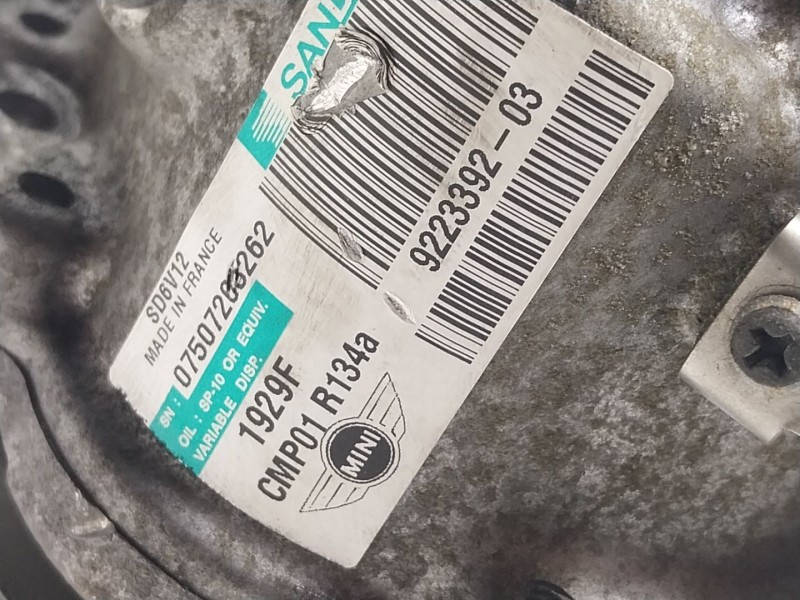 SAND
9223392-03
SD6V12
MADE IN FRANCE
SN :
OIL : SP-10 OR EQUIV.
VARIABLE DISP.
1929F
CMP01 R134a
MINI